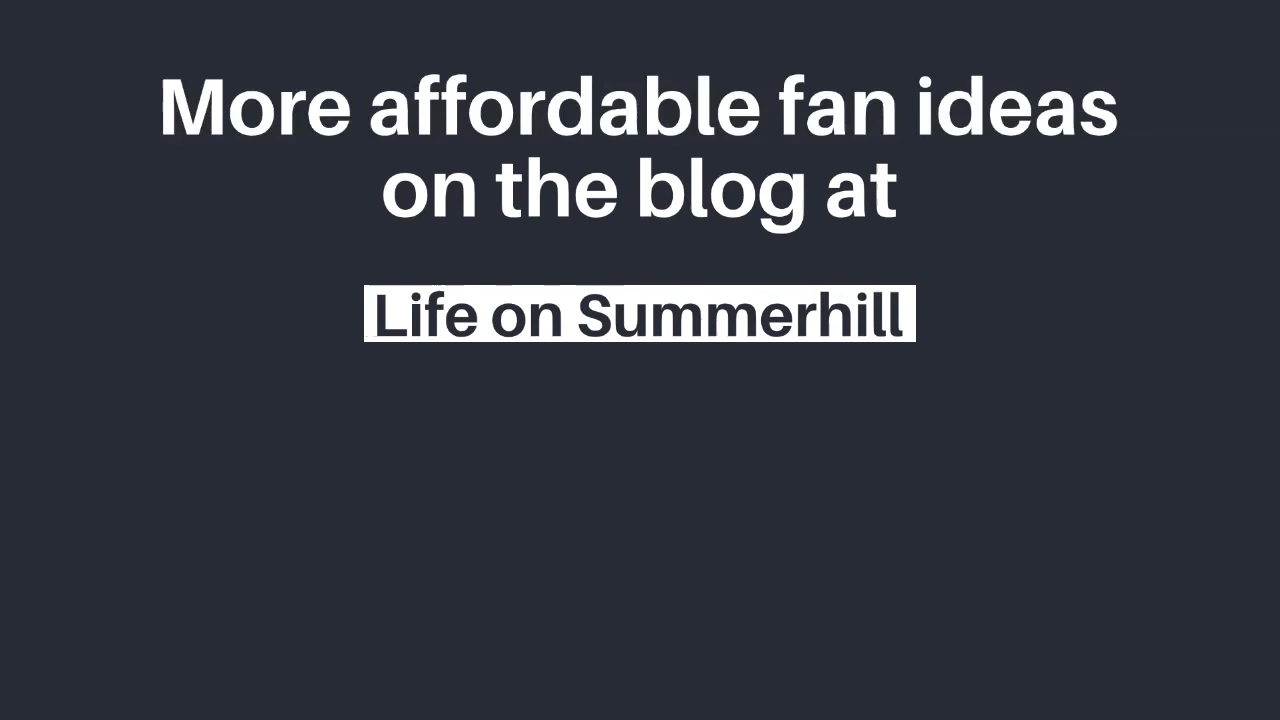 More affordable fan ideas
on the blog at
Life on Summerhill